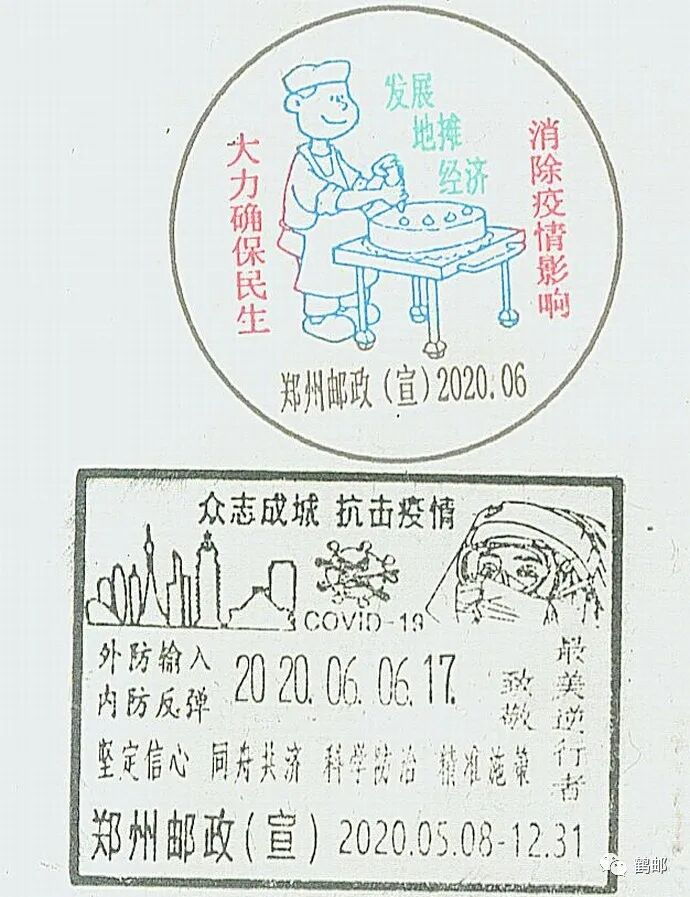 发展
地摊
经济
大力确保民生
消除疫情影响
郑州邮政(宣)2020.06
众志成城 抗击疫情
COVID-19
外防输入
内防反弹
2020.06.06.17.
致敬
最美逆行者
坚定信心 同舟共济 科学防治 精准施策
郑州邮政(宣) 2020.05.08-12.31
鹤邮